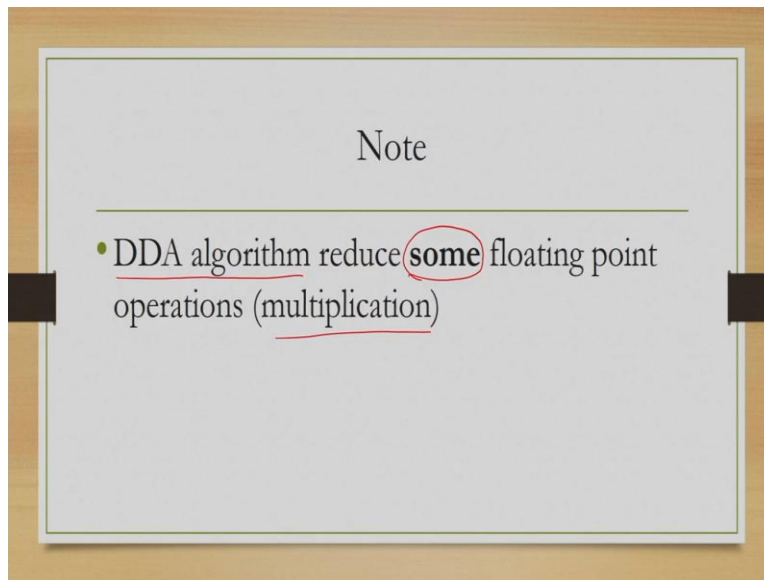 Note
• DDA algorithm reduce some floating point
operations (multiplication)